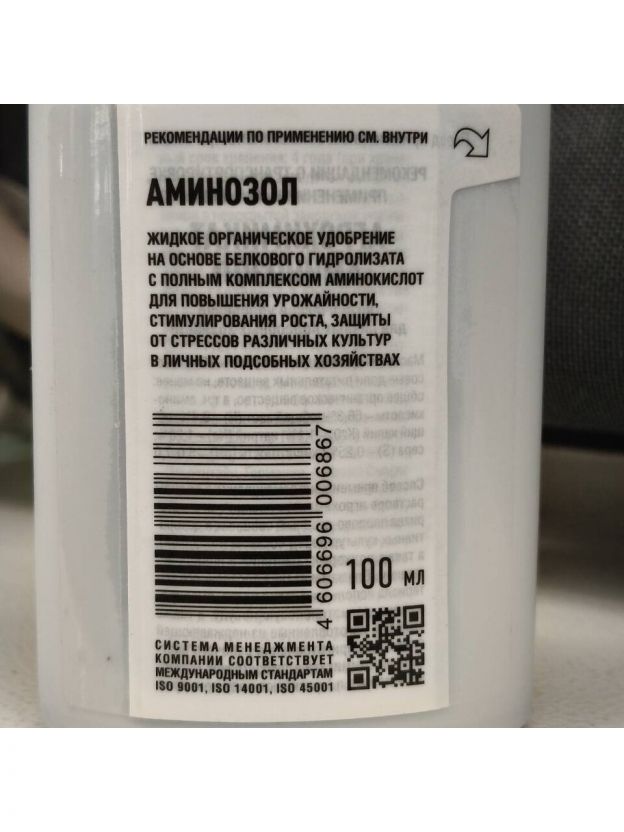 РЕКОМЕНДАЦИИ ПО ПРИМЕНЕНИЮ СМ. ВНУТРИ
АМИНОЗОЛ
ЖИДКОЕ ОРГАНИЧЕСКОЕ УДОБРЕНИЕ
НА ОСНОВЕ БЕЛКОВОГО ГИДРОЛИЗАТА
С ПОЛНЫМ КОМПЛЕКСОМ АМИНОКИСЛОТ
ДЛЯ ПОВЫШЕНИЯ УРОЖАЙНОСТИ,
СТИМУЛИРОВАНИЯ РОСТА, ЗАЩИТЫ
ОТ СТРЕССОВ РАЗЛИЧНЫХ КУЛЬТУР
В ЛИЧНЫХ ПОДСОБНЫХ ХОЗЯЙСТВАХ
4 606696 006867
100 мл
СИСТЕМА МЕНЕДЖМЕНТА
КОМПАНИИ СООТВЕТСТВУЕТ
МЕЖДУНАРОДНЫМ СТАНДАРТАМ
ISO 9001, ISO 14001, ISO 45001